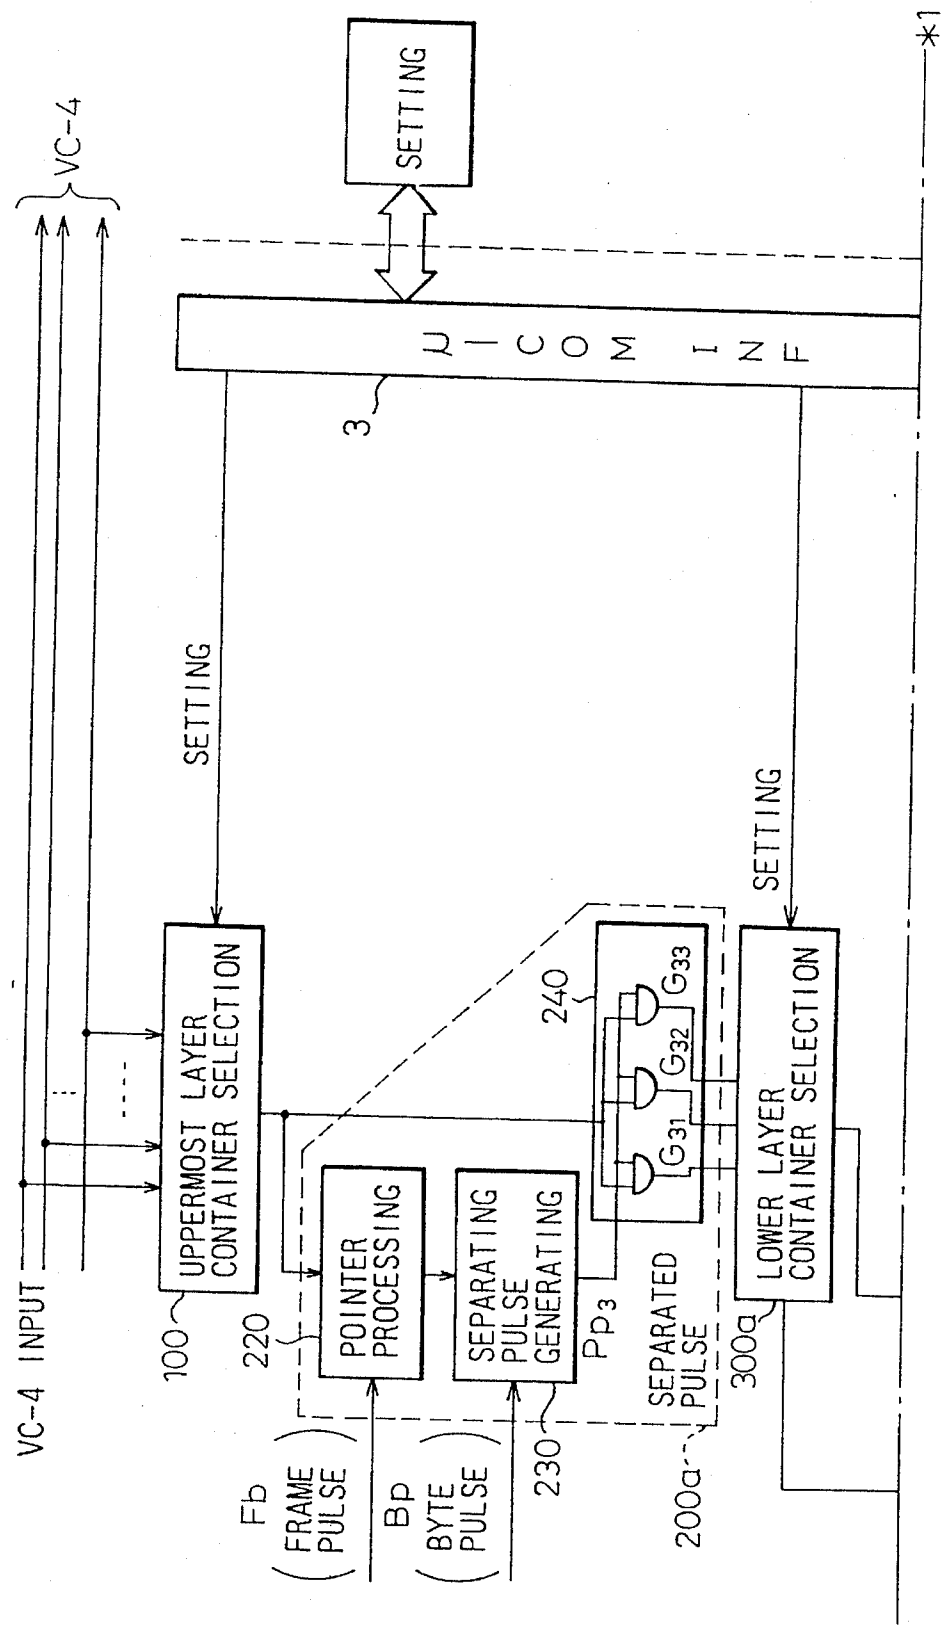 VC-4 INPUT
VC-4
100
UPPERMOST LAYER
CONTAINER SELECTION
SETTING
Fb
(FRAME
PULSE)
220
POINTER
PROCESSING
Bp
(BYTE
PULSE)
SEPARATING
PULSE
GENERATING
230
Pp3
240
G31
G32
G33
SEPARATED
PULSE
200a
300a
LOWER LAYER
CONTAINER SELECTION
SETTING
3
μICOM INF
SETTING
*1